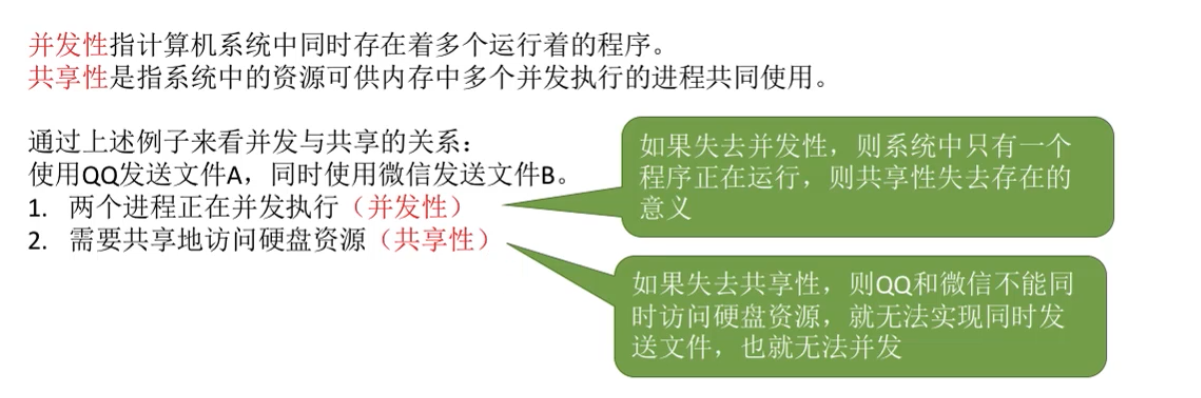 并发性指计算机系统中同时存在着多个运行着的程序。
共享性是指系统中的资源可供内存中多个并发执行的进程共同使用。
通过上述例子来看并发与共享的关系：
使用QQ发送文件A，同时使用微信发送文件B。
1. 两个进程正在并发执行（并发性）
2. 需要共享地访问硬盘资源（共享性）
如果失去并发性，则系统中只有一个
程序正在运行，则共享性失去存在的
意义
如果失去共享性，则QQ和微信不能同
时访问硬盘资源，就无法实现同时发
送文件，也就无法并发